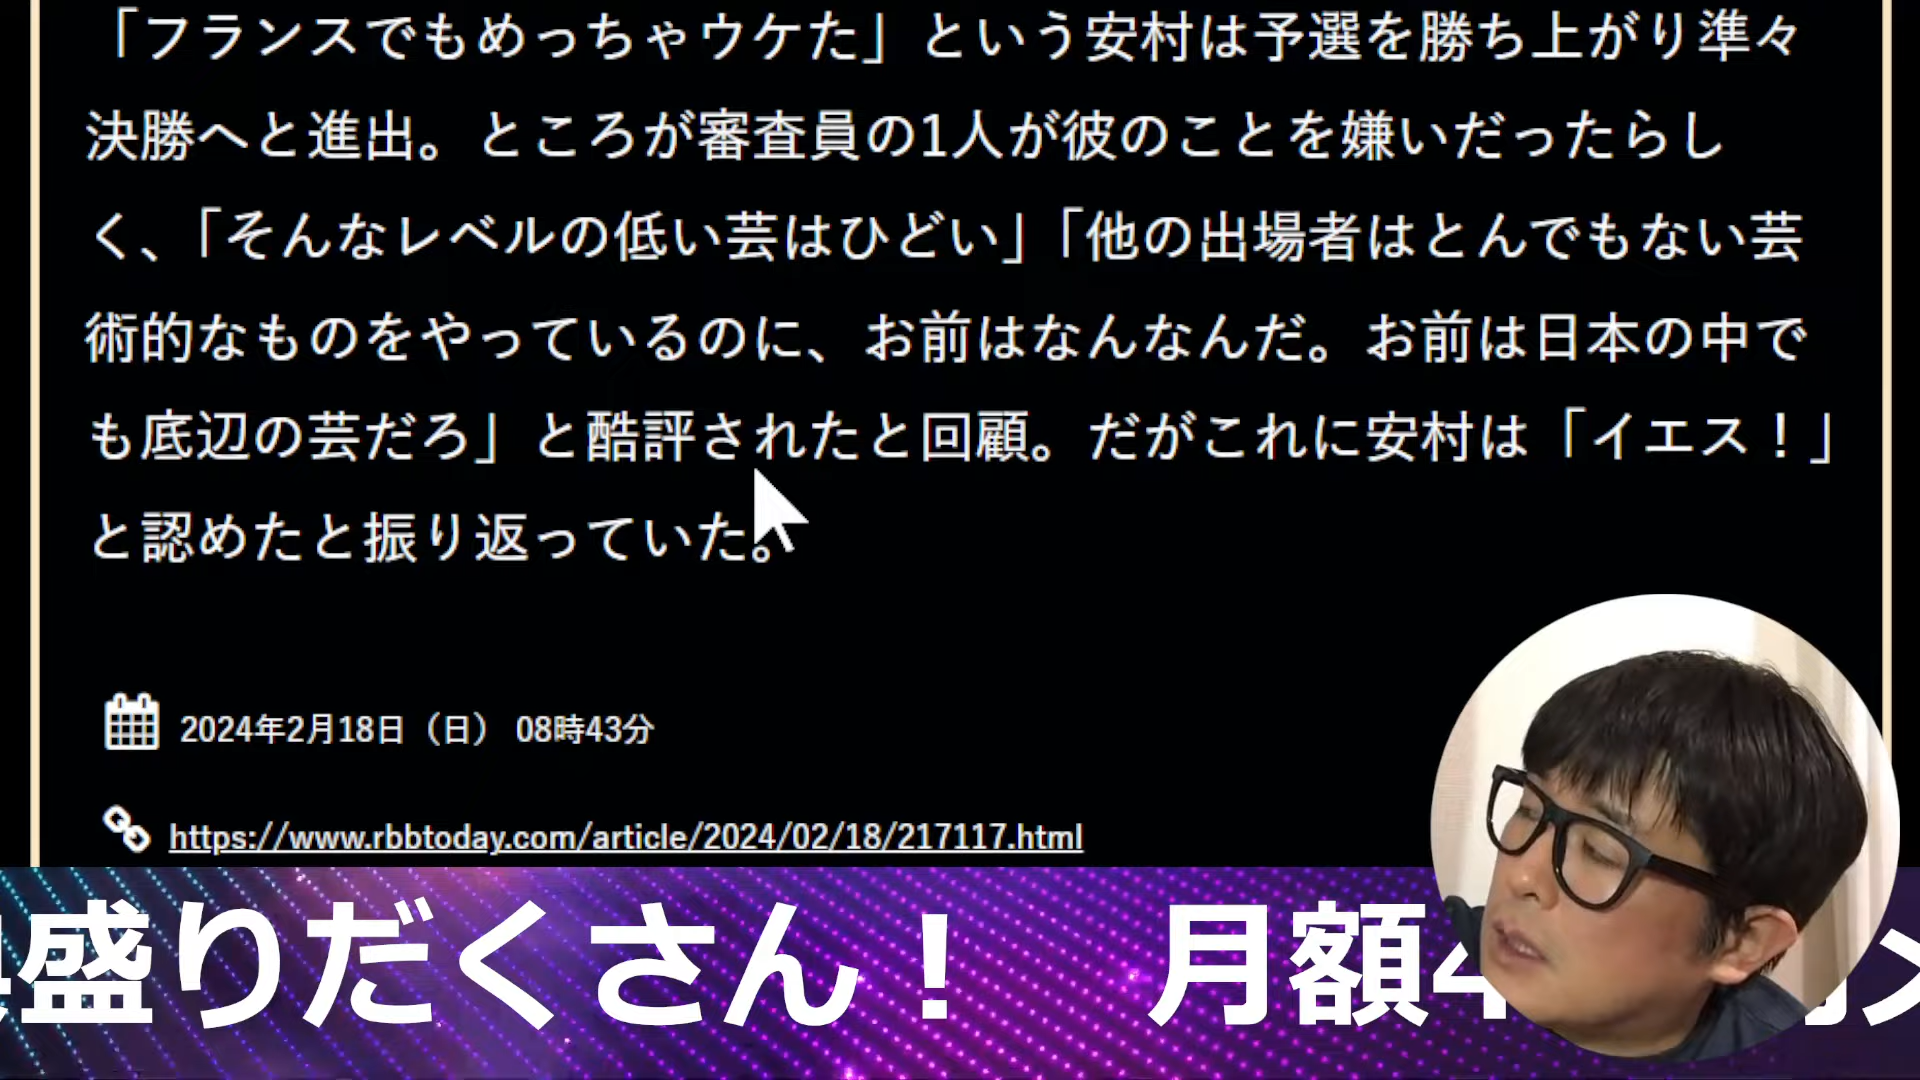 「フランスでもめっちゃウケた」という安村は予選を勝ち上がり準々
決勝へと進出。ところが審査員の1人が彼のことを嫌いだったらし
く、「そんなレベルの低い芸はひどい」「他の出場者はとんでもない芸
術的なものをやっているのに、お前はなんなんだ。お前は日本の中で
も底辺の芸だろ」と酷評されたと回顧。だがこれに安村は「イエス！」
と認めたと振り返っていた。
2024年2月18日（日） 08時43分
https://www.rbbtoday.com/article/2024/02/18/217117.html
盛りだくさん！ 月額4